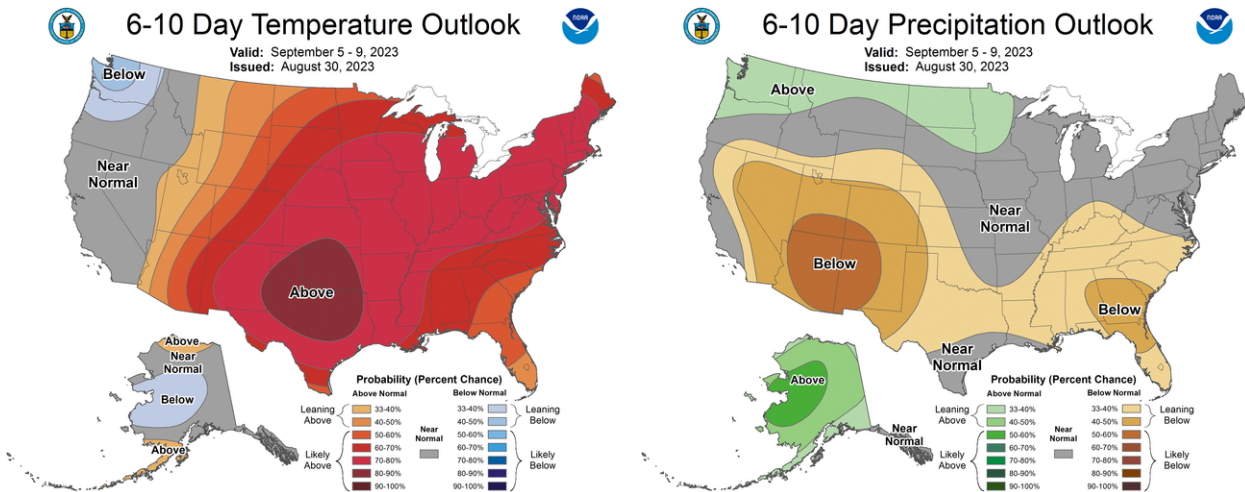 6-10 Day Temperature Outlook
Valid: September 5 - 9, 2023
Issued: August 30, 2023
Below
Near
Normal
Above
Above
Near
Normal
Below
Above
Probability (Percent Chance)
Above Normal
Below Normal
Leaning
Above
33-40%
40-50%
Near
Normal
33-40%
40-50%
Leaning
Below
Likely
Above
50-60%
60-70%
70-80%
80-90%
90-100%
50-60%
60-70%
70-80%
80-90%
90-100%
Likely
Below
6-10 Day Precipitation Outlook
Valid: September 5 - 9, 2023
Issued: August 30, 2023
Above
Near
Normal
Below
Below
Near
Normal
Above
Near
Normal
Probability (Percent Chance)
Above Normal
Below Normal
Leaning
Above
33-40%
40-50%
Near
Normal
33-40%
40-50%
Leaning
Below
Likely
Above
50-60%
60-70%
70-80%
80-90%
90-100%
50-60%
60-70%
70-80%
80-90%
90-100%
Likely
Below
NOAA
NOAA